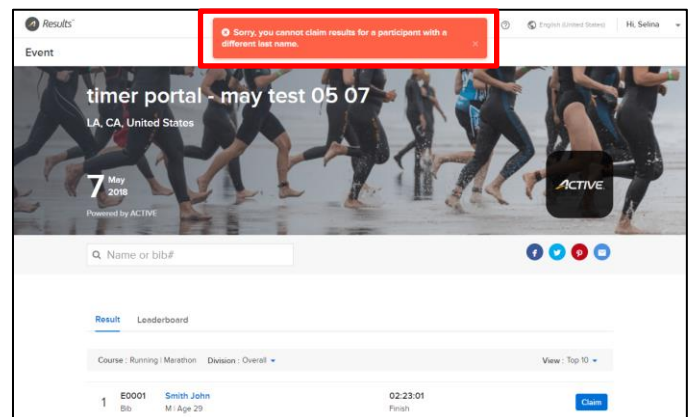 Results
Sorry, you cannot claim results for a participant with a
different last name.
×
English (United States)
Hi, Selina
Event
timer portal - may test 05 07
LA, CA, United States
7 May
2018
Powered by ACTIVE
ACTIVE
Name or bib#
Result Leaderboard
Course : Running | Marathon Division : Overall View : Top 10
1 E0001 Smith John 02:23:01 Claim
Bib M | Age 29 Finish